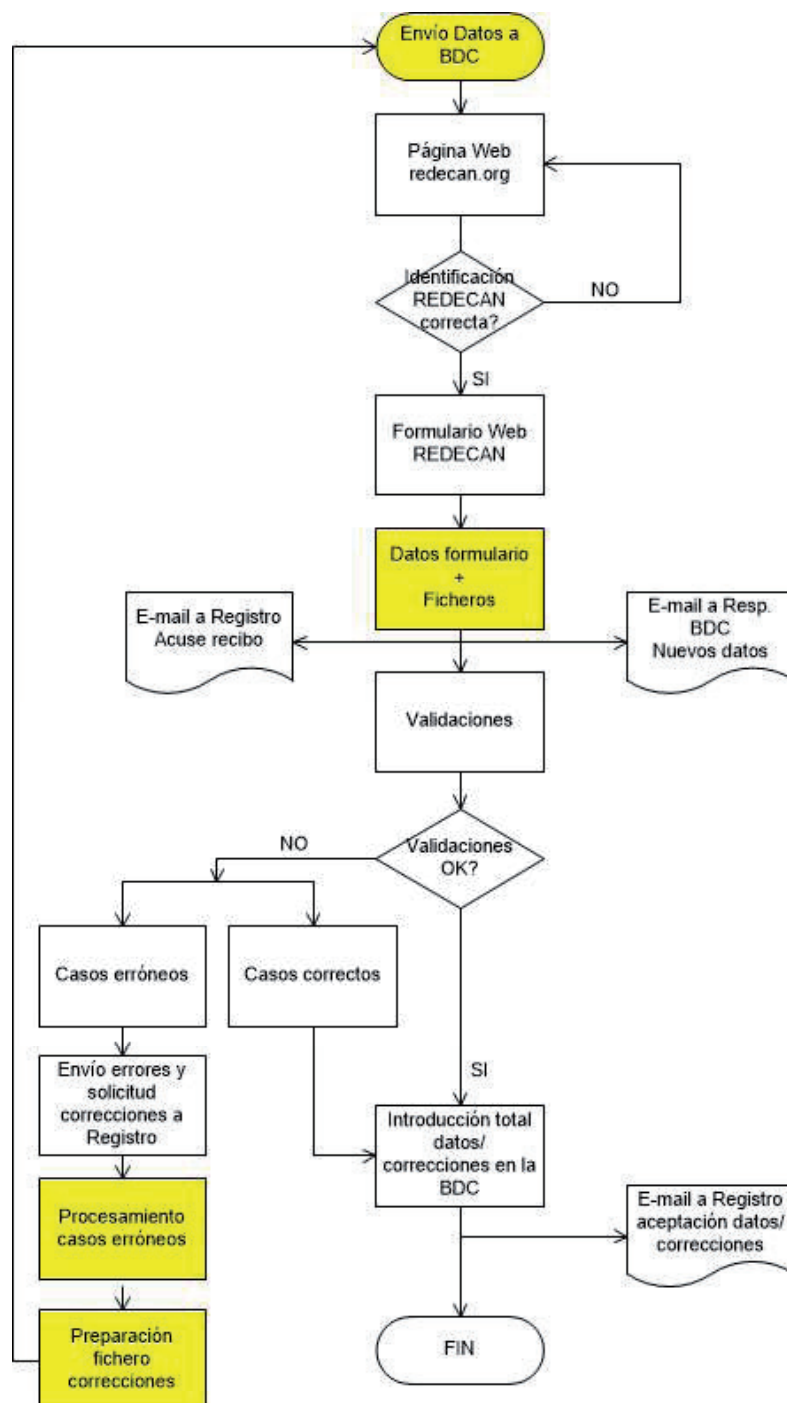 Envío Datos a
BDC
Página Web
redecan.org
Identificación
REDECAN
correcta?
NO
SI
Formulario Web
REDECAN
Datos formulario
+
Ficheros
E-mail a Registro
Acuse recibo
E-mail a Resp.
BDC
Nuevos datos
Validaciones
Validaciones
OK?
NO
Casos erróneos
Casos correctos
Envío errores y
solicitud
correcciones a
Registro
SI
Introducción total
datos/
correcciones en la
BDC
Procesamiento
casos erróneos
E-mail a Registro
aceptación datos/
correcciones
Preparación
fichero
correcciones
FIN